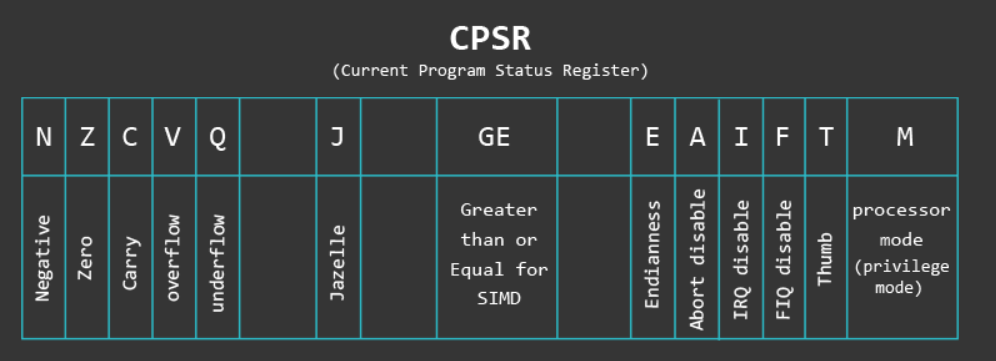 CPSR
(Current Program Status Register)
N Z C V Q J GE E A I F T M
Negative
Zero
Carry
overflow
underflow
Jazelle
Greater
than or
Equal for
SIMD
Endianness
Abort disable
IRQ disable
FIQ disable
Thumb
processor
mode
(privilege
mode)